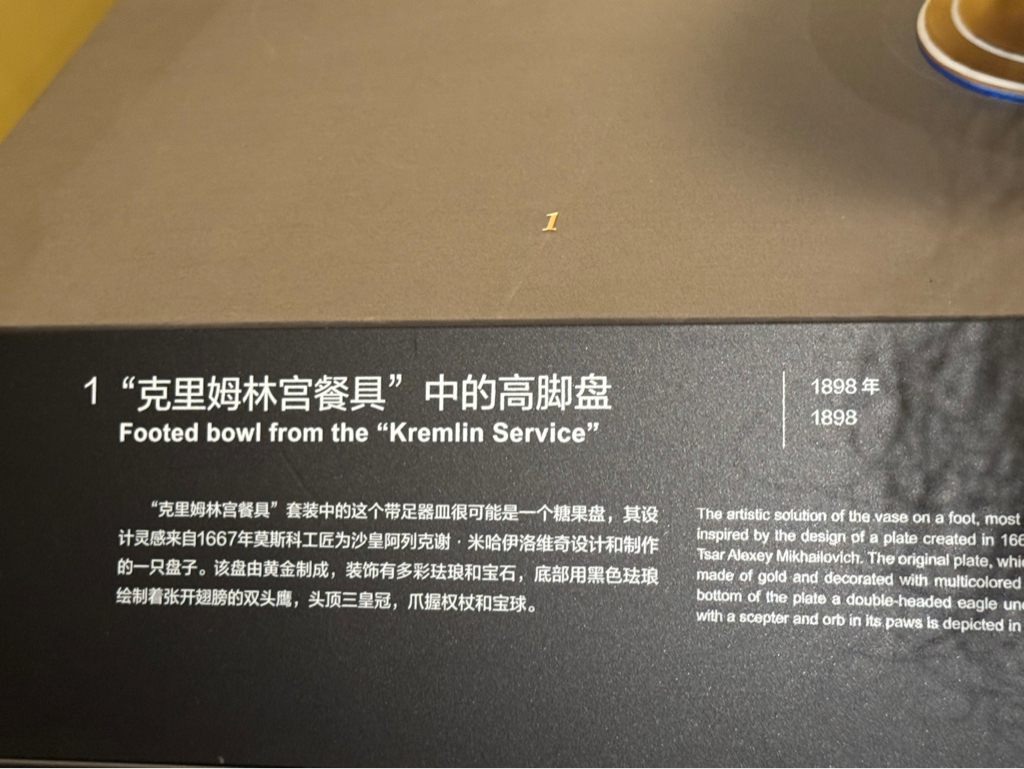 1
1 “克里姆林宫餐具”中的高脚盘
Footed bowl from the “Kremlin Service”
1898 年
1898
“克里姆林宫餐具”套装中的这个带足器皿很可能是一个糖果盘，其设
计灵感来自1667年莫斯科工匠为沙皇阿列克谢·米哈伊洛维奇设计和制作
的一只盘子。该盘由黄金制成，装饰有多彩珐琅和宝石，底部用黑色珐琅
绘制着张开翅膀的双头鹰，头顶三皇冠，爪握权杖和宝球。
The artistic solution of the vase on a foot, most
inspired by the design of a plate created in 166
Tsar Alexey Mikhailovich. The original plate, whi
made of gold and decorated with multicolored
bottom of the plate a double-headed eagle un
with a scepter and orb in its paws is depicted in